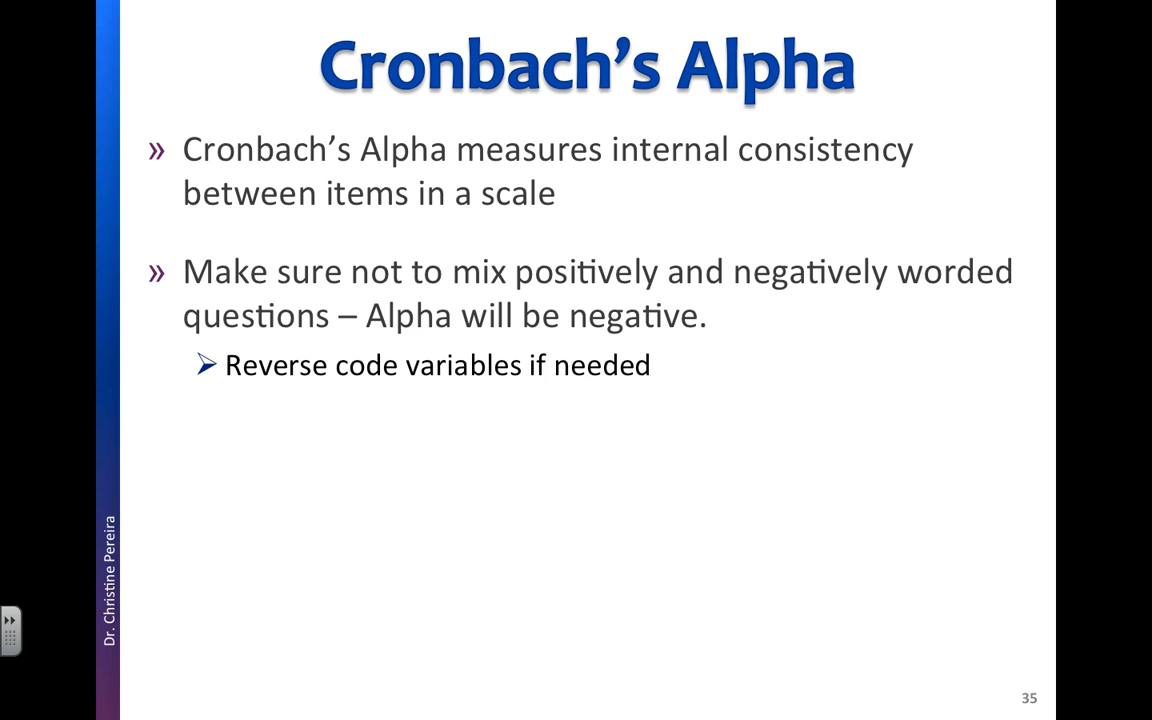 Cronbach’s Alpha
» Cronbach’s Alpha measures internal consistency
between items in a scale
» Make sure not to mix positively and negatively worded
questions – Alpha will be negative.
➢ Reverse code variables if needed
Dr. Christine Pereira
35